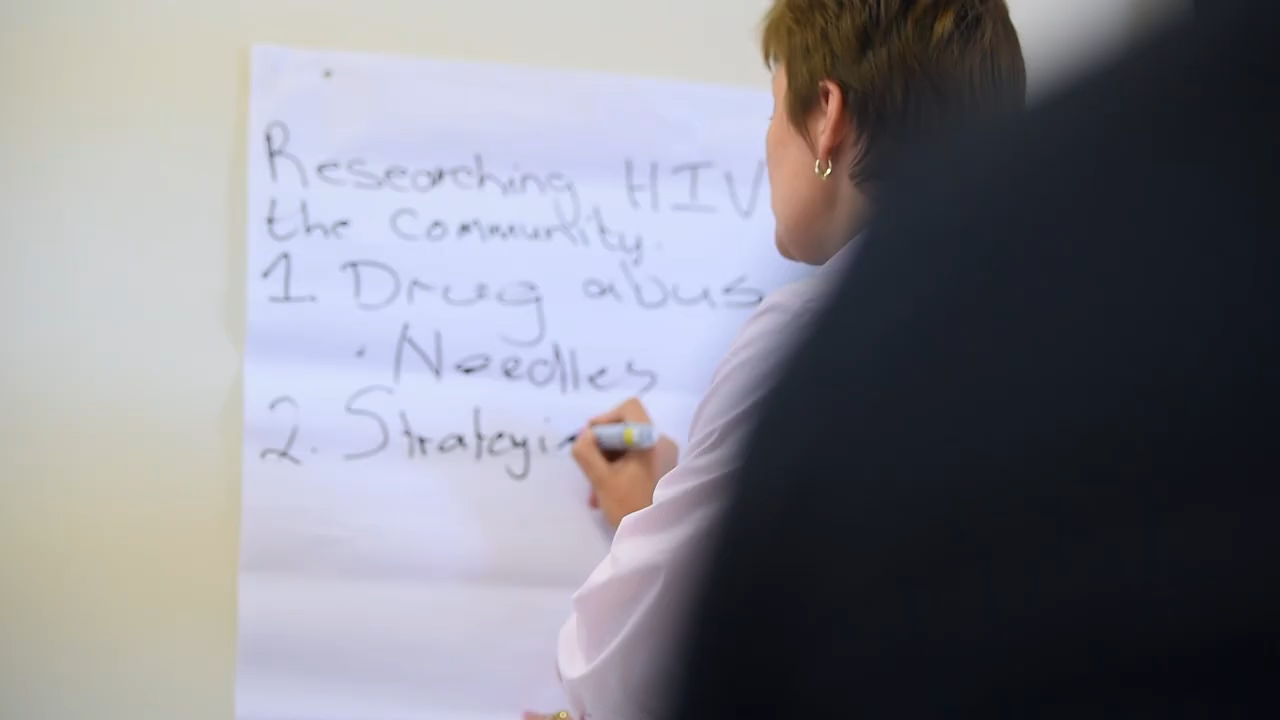 Researching HIV
the Community.
1. Drug abus
· Needles
2. Strategi